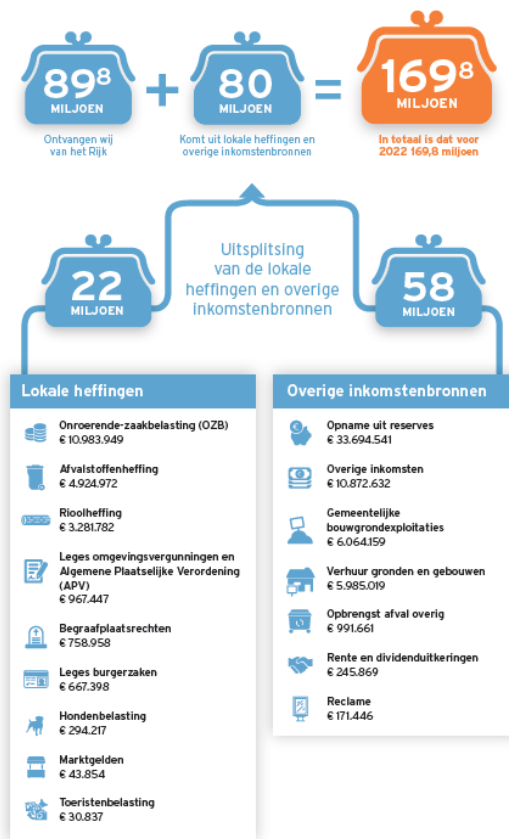 89⁸
MILJOEN
+
80
MILJOEN
=
169⁸
MILJOEN
Ontvangen wij
van het Rijk
Komt uit lokale heffingen en
overige inkomstenbronnen
In totaal is dat voor
2022 169,8 miljoen
Uitsplitsing
van de lokale
heffingen en overige
inkomstenbronnen
22
MILJOEN
58
MILJOEN
Lokale heffingen
Onroerende-zaakbelasting (OZB)
€ 10.983.949
Afvalstoffenheffing
€ 4.924.972
Rioolheffing
€ 3.281.782
Leges omgevingsvergunningen en
Algemene Plaatselijke Verordening
(APV)
€ 967.447
Begraafplaatsrechten
€ 758.958
Leges burgerzaken
€ 667.398
Hondenbelasting
€ 294.217
Marktgelden
€ 43.854
Toeristenbelasting
€ 30.837
Overige inkomstenbronnen
Opname uit reserves
€ 33.694.541
Overige inkomsten
€ 10.872.632
Gemeentelijke
bouwgrondexploitaties
€ 6.064.159
Verhuur gronden en gebouwen
€ 5.985.019
Opbrengst afval overig
€ 991.661
Rente en dividenduitkeringen
€ 245.869
Reclame
€ 171.446